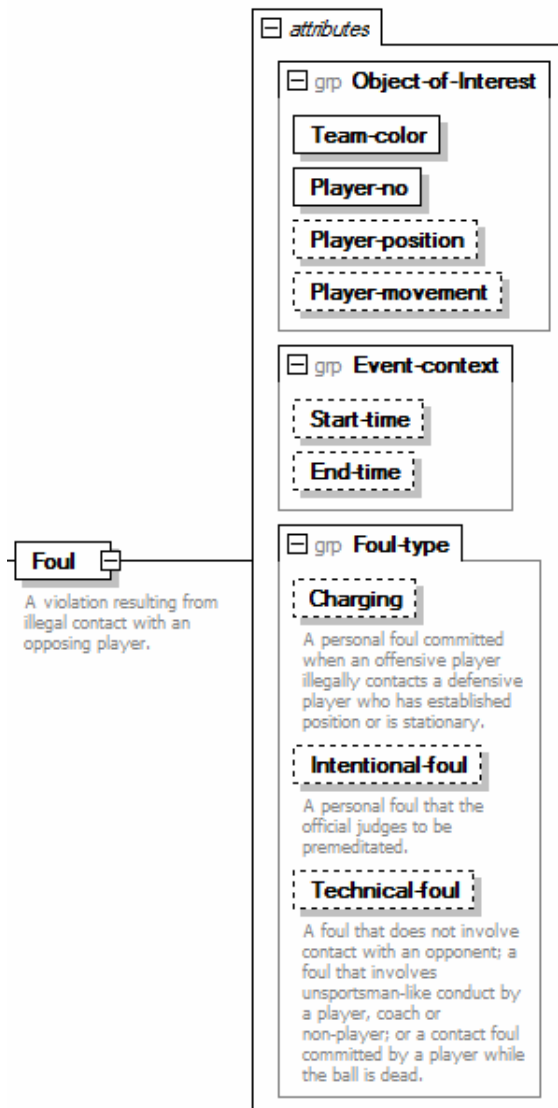 attributes
grp Object-of-Interest
Team-color
Player-no
Player-position
Player-movement
grp Event-context
Start-time
End-time
Foul
A violation resulting from
illegal contact with an
opposing player.
grp Foul-type
Charging
A personal foul committed
when an offensive player
illegally contacts a defensive
player who has established
position or is stationary.
Intentional-foul
A personal foul that the
official judges to be
premeditated.
Technical-foul
A foul that does not involve
contact with an opponent; a
foul that involves
unsportsman-like conduct by
a player, coach or
non-player; or a contact foul
committed by a player while
the ball is dead.